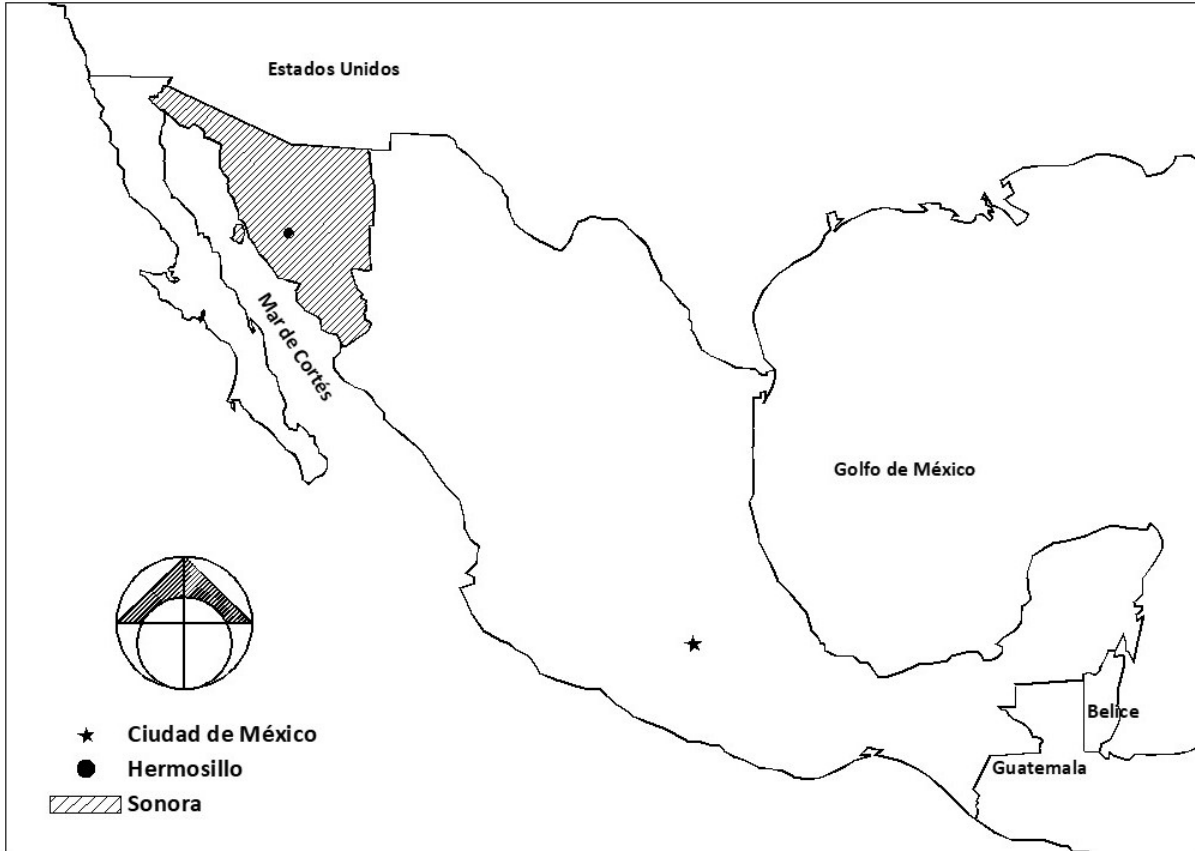 Estados Unidos
Mar de Cortés
Golfo de México
Belice
Guatemala
Ciudad de México
Hermosillo
Sonora